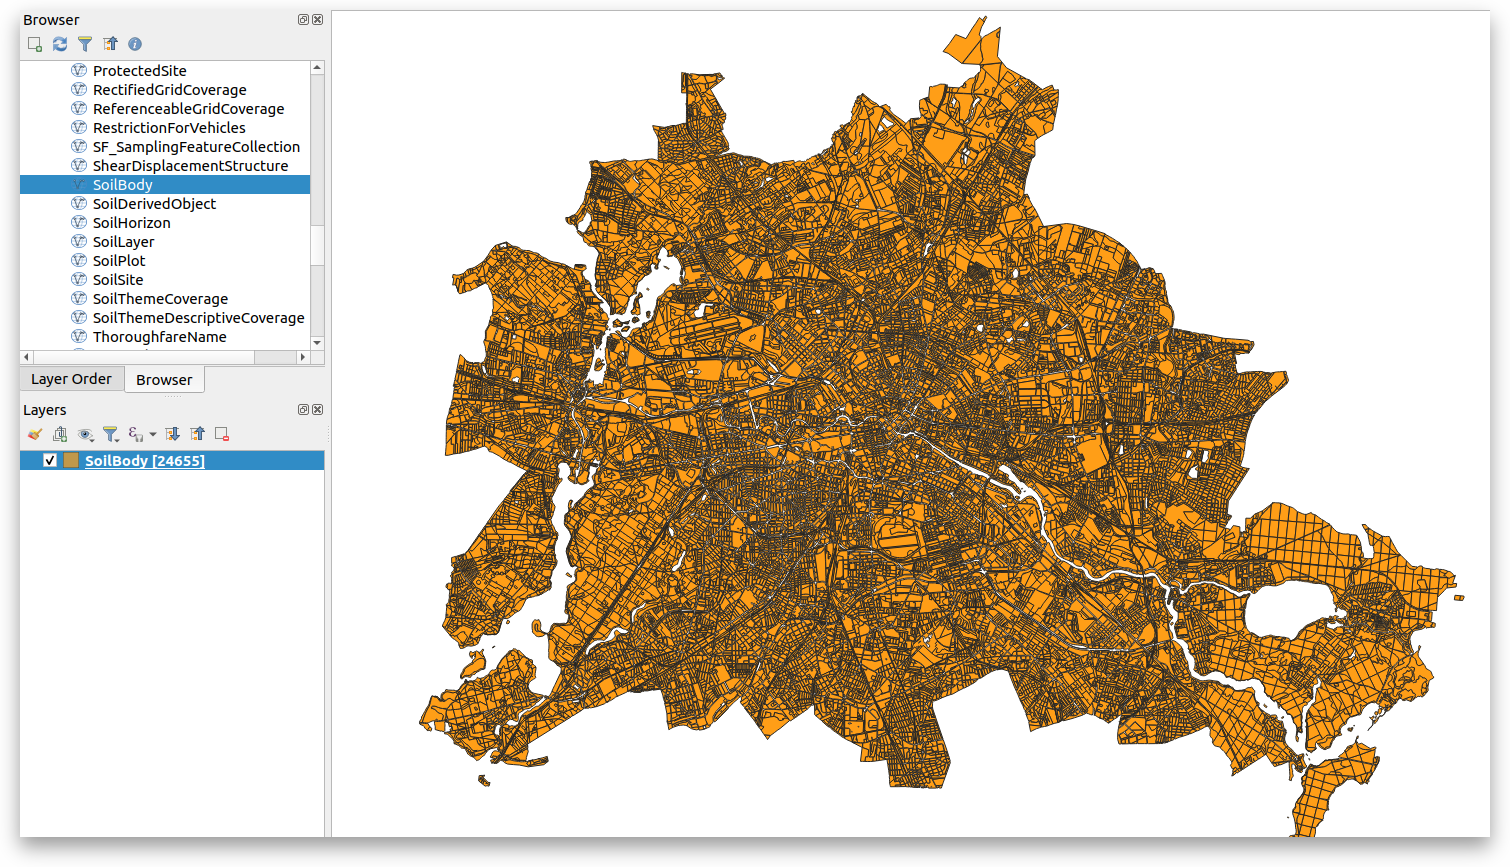 Browser
ProtectedSite
RectifiedGridCoverage
ReferenceableGridCoverage
RestrictionForVehicles
SF_SamplingFeatureCollection
ShearDisplacementStructure
SoilBody
SoilDerivedObject
SoilHorizon
SoilLayer
SoilPlot
SoilSite
SoilThemeCoverage
SoilThemeDescriptiveCoverage
ThoroughfareName
Layer Order Browser
Layers
SoilBody [24655]